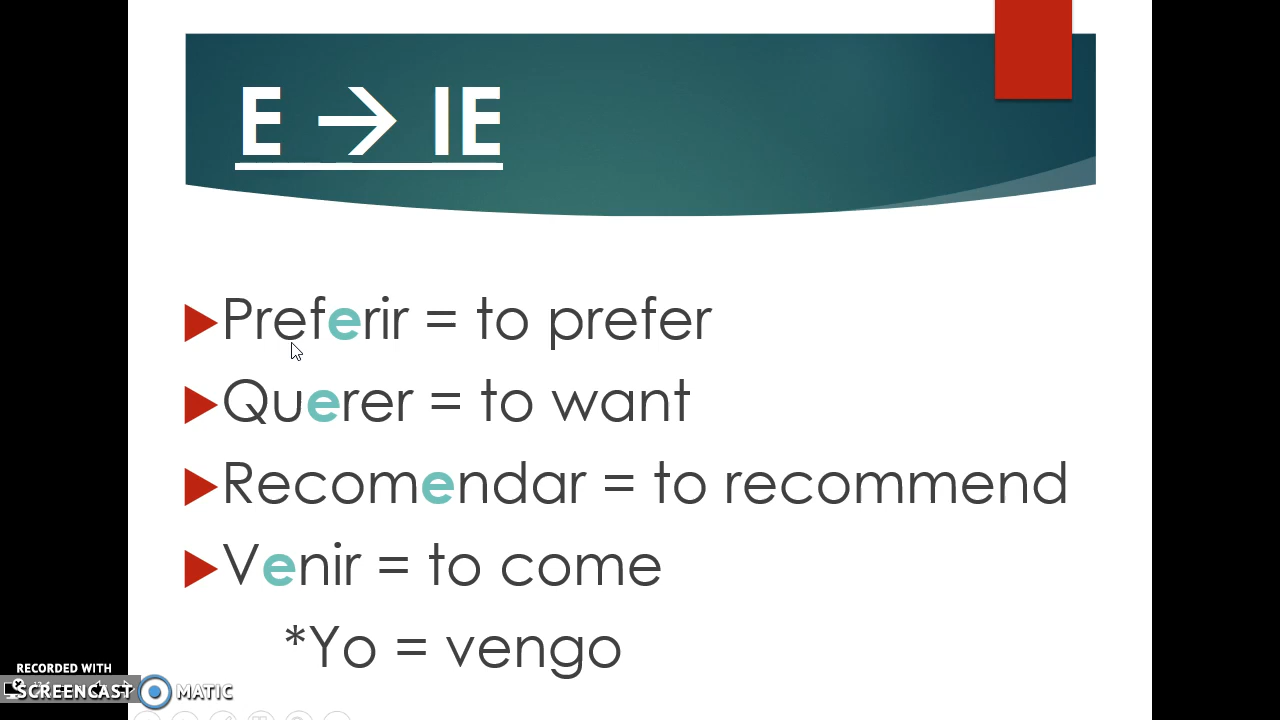 E → IE
Preferir = to prefer
Querer = to want
Recomendar = to recommend
Venir = to come
*Yo = vengo
RECORDED WITH
SCREENCAST MATIC